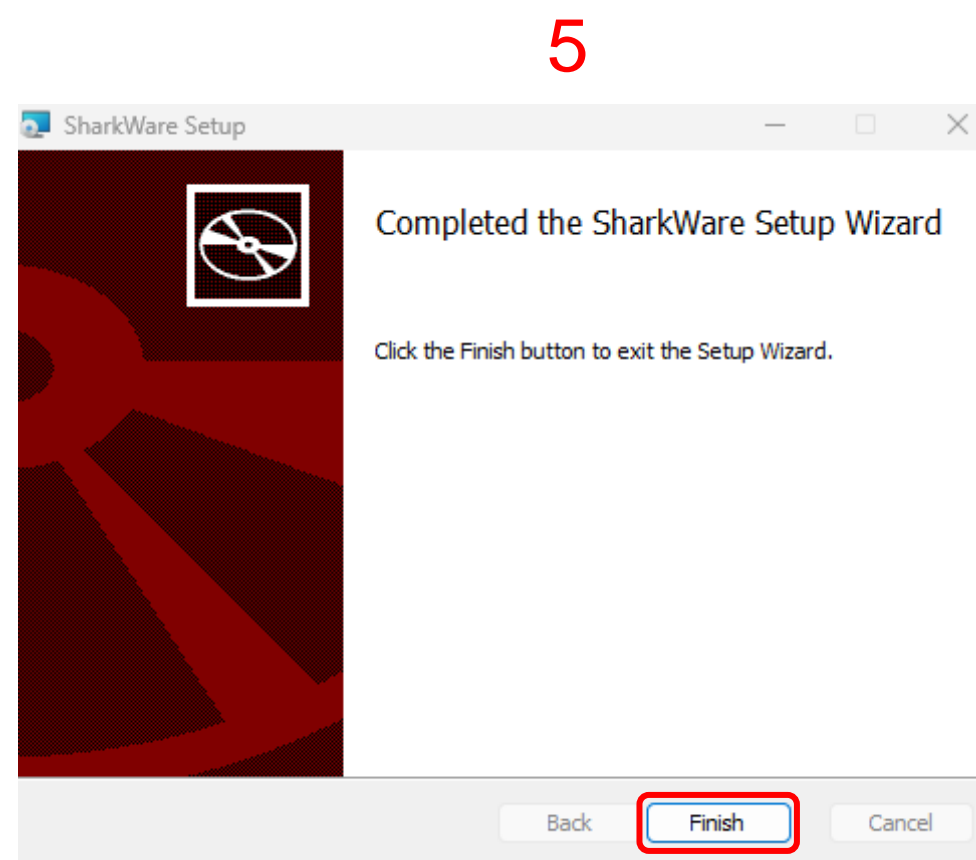 5
SharkWare Setup
Completed the SharkWare Setup Wizard
Click the Finish button to exit the Setup Wizard.
Back Finish Cancel